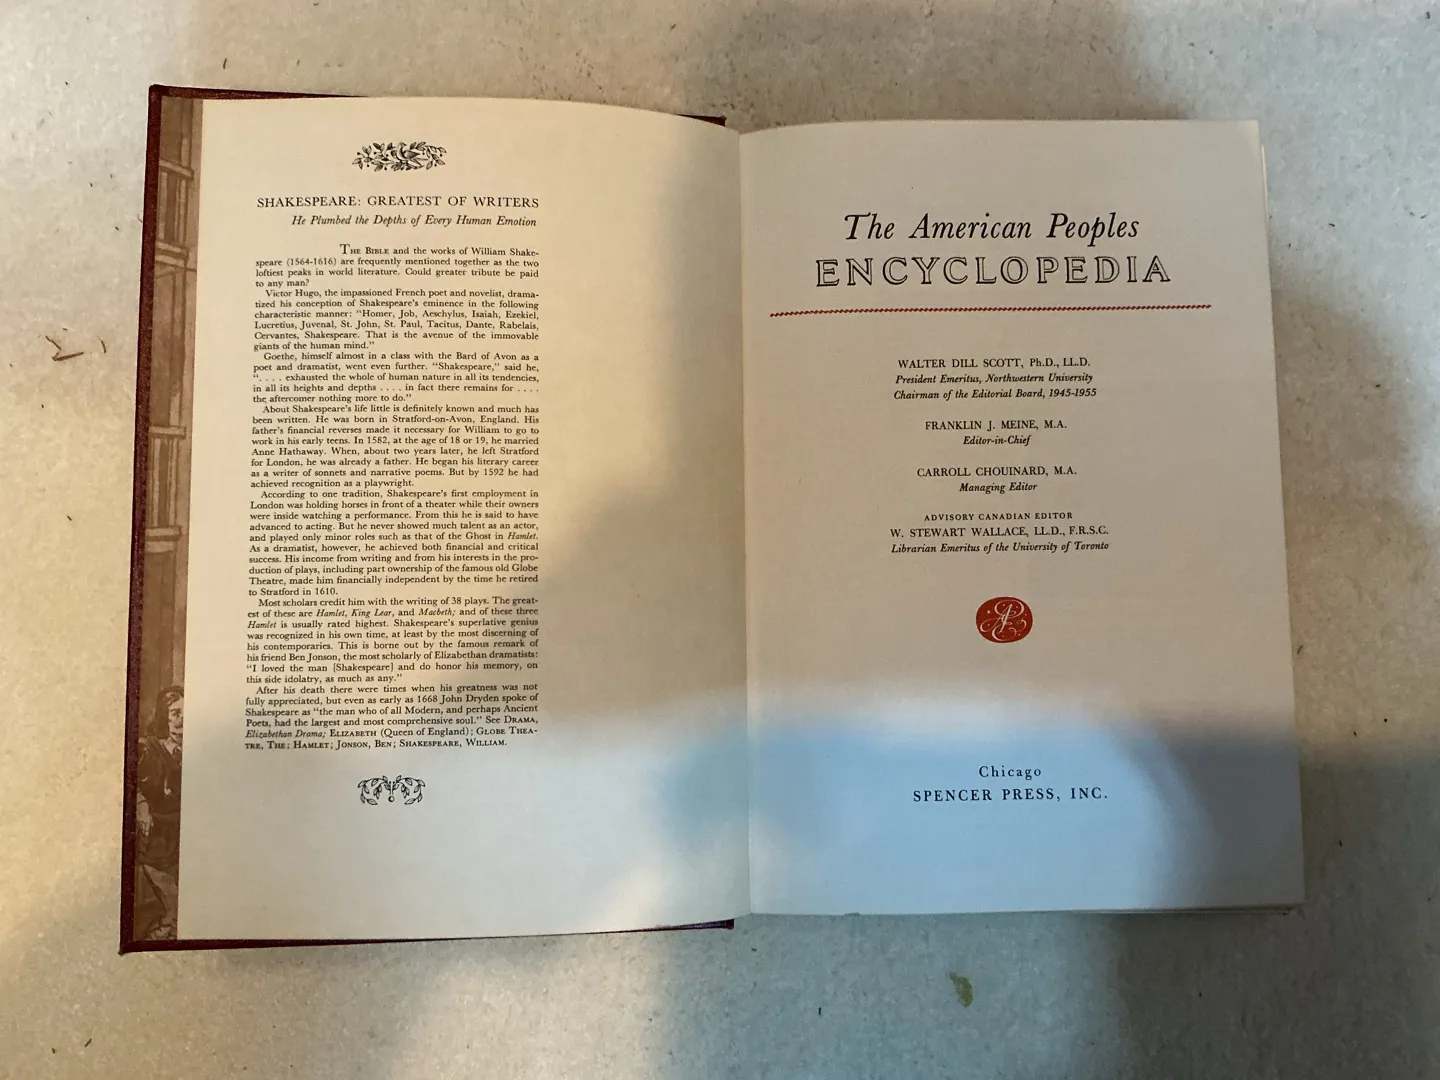 SHAKESPEARE: GREATEST OF WRITERS
He Plumbed the Depths of Every Human Emotion
THE BIBLE and the works of William Shake-
speare (1564-1616) are frequently mentioned together as the two
loftiest peaks in world literature. Could greater tribute be paid
to any man?
Victor Hugo, the impassioned French poet and novelist, drama-
tized his conception of Shakespeare's eminence in the following
characteristic manner: "Homer, Job, Aeschylus, Isaiah, Ezekiel,
Lucretius, Juvenal, St. John, St. Paul, Tacitus, Dante, Rabelais,
Cervantes, Shakespeare. That is the avenue of the immovable
giants of the human mind."
Goethe, himself almost in a class with the Bard of Avon as a
poet and dramatist, went even further. "Shakespeare," said he,
". . . . exhausted the whole of human nature in all its tendencies,
in all its heights and depths . . . . in fact there remains for . . . .
the aftercomer nothing more to do."
About Shakespeare's life little is definitely known and much has
been written. He was born in Stratford-on-Avon, England. His
father's financial reverses made it necessary for William to go to
work in his early teens. In 1582, at the age of 18 or 19, he married
Anne Hathaway. When, about two years later, he left Stratford
for London, he was already a father. He began his literary career
as a writer of sonnets and narrative poems. But by 1592 he had
achieved recognition as a playwright.
According to one tradition, Shakespeare's first employment in
London was holding horses in front of a theater while their owners
were inside watching a performance. From this he is said to have
advanced to acting. But he never showed much talent as an actor,
and played only minor roles such as that of the Ghost in Hamlet.
As a dramatist, however, he achieved both financial and critical
success. His income from writing and from his interests in the pro-
duction of plays, including part ownership of the famous old Globe
Theatre, made him financially independent by the time he retired
to Stratford in 1610.
Most scholars credit him with the writing of 38 plays. The great-
est of these are Hamlet, King Lear, and Macbeth; and of these three
Hamlet is usually rated highest. Shakespeare's superlative genius
was recognized in his own time, at least by the most discerning of
his contemporaries. This is borne out by the famous remark of
his friend Ben Jonson, the most scholarly of Elizabethan dramatists:
"I loved the man [Shakespeare] and do honor his memory, on
this side idolatry, as much as any."
After his death there were times when his greatness was not
fully appreciated, but even as early as 1668 John Dryden spoke of
Shakespeare as "the man who of all Modern, and perhaps Ancient
Poets, had the largest and most comprehensive soul." See DRAMA,
Elizabethan Drama; ELIZABETH (Queen of England); GLOBE THEA-
TRE, THE; HAMLET; JONSON, BEN; SHAKESPEARE, WILLIAM.
The American Peoples
ENCYCLOPEDIA
WALTER DILL SCOTT, Ph.D., LL.D.
President Emeritus, Northwestern University
Chairman of the Editorial Board, 1945-1955
FRANKLIN J. MEINE, M.A.
Editor-in-Chief
CARROLL CHOUINARD, M.A.
Managing Editor
ADVISORY CANADIAN EDITOR
W. STEWART WALLACE, LL.D., F.R.S.C.
Librarian Emeritus of the University of Toronto
Chicago
SPENCER PRESS, INC.